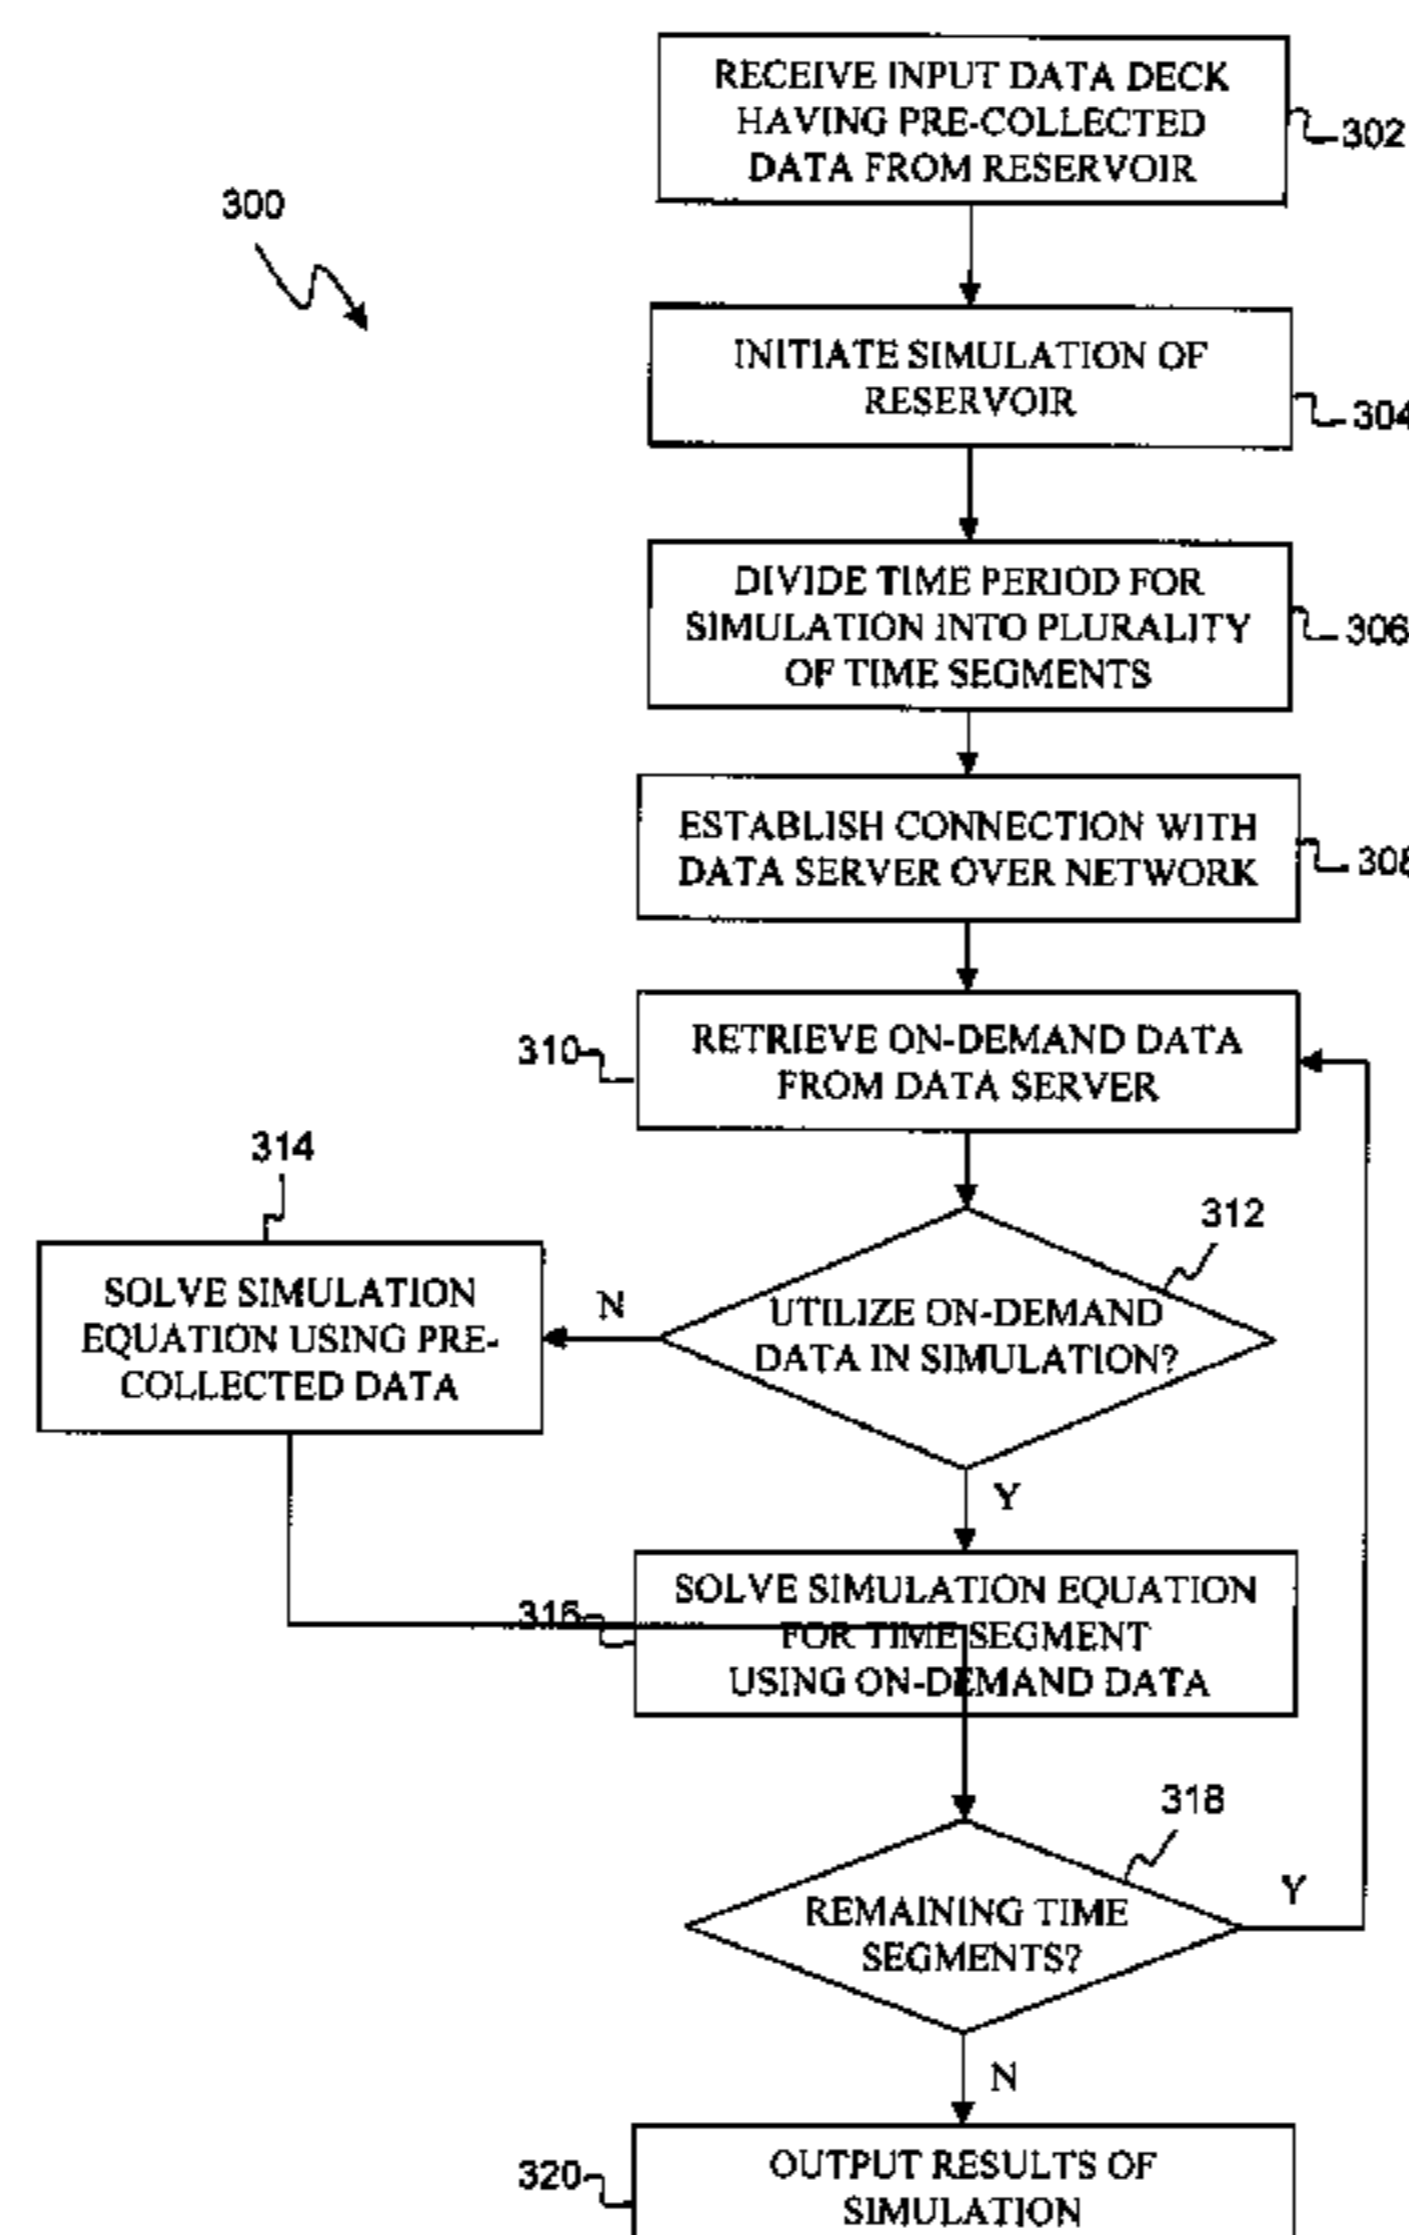 RECEIVE INPUT DATA DECK
HAVING PRE-COLLECTED
DATA FROM RESERVOIR
302
300
INITIATE SIMULATION OF
RESERVOIR
304
DIVIDE TIME PERIOD FOR
SIMULATION INTO PLURALITY
OF TIME SEGMENTS
306
ESTABLISH CONNECTION WITH
DATA SERVER OVER NETWORK
308
310
RETRIEVE ON-DEMAND DATA
FROM DATA SERVER
314
312
SOLVE SIMULATION
EQUATION USING PRE-
COLLECTED DATA
N
UTILIZE ON-DEMAND
DATA IN SIMULATION?
Y
316
SOLVE SIMULATION EQUATION
FOR TIME SEGMENT
USING ON-DEMAND DATA
318
REMAINING TIME
SEGMENTS?
Y
N
320
OUTPUT RESULTS OF
SIMULATION